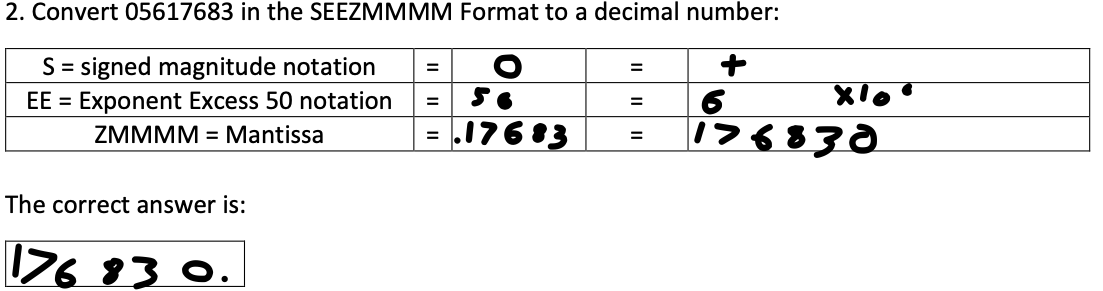 2. Convert 05617683 in the SEEZMMMM Format to a decimal number:
S = signed magnitude notation = 0 = +
EE = Exponent Excess 50 notation = 56 = 6 x10⁶
ZMMMM = Mantissa = .17683 = 176830
The correct answer is:
176 830.